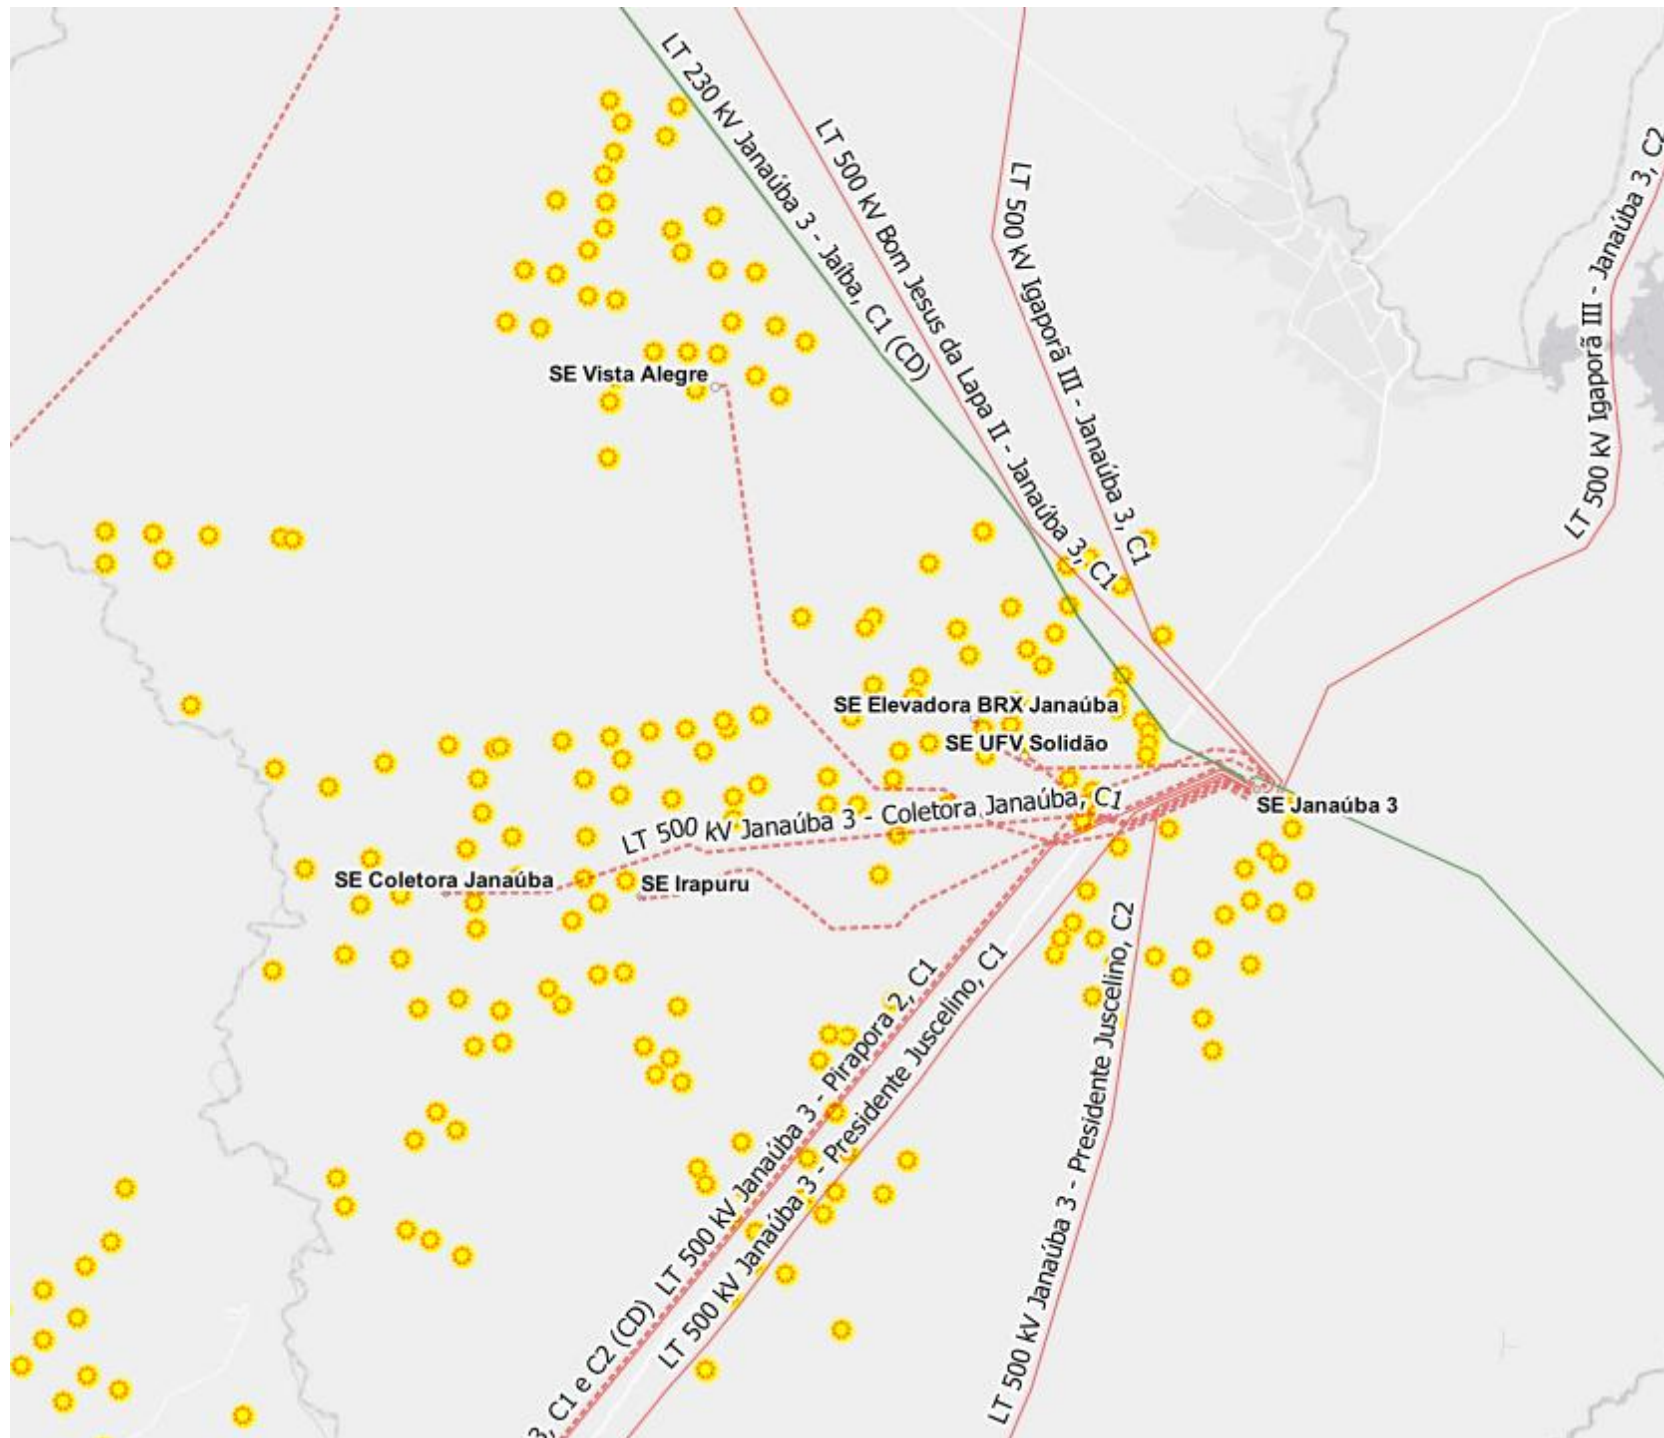 LT 230 kV Janaúba 3 - Jaíba, C1 (CD)
LT 500 kV Bom Jesus da Lapa II - Janaúba 3, C1
LT 500 kV Igaporã III - Janaúba 3, C1
LT 500 kV Igaporã III - Janaúba 3, C2
SE Vista Alegre
SE Elevadora BRX Janaúba
SE UFV Solidão
SE Janaúba 3
LT 500 kV Janaúba 3 - Coletora Janaúba, C1
SE Coletora Janaúba
SE Irapuru
LT 500 kV Janaúba 3 - Pirapora 2, C1
LT 500 kV Janaúba 3 - Presidente Juscelino, C1
LT 500 kV Janaúba 3 - Presidente Juscelino, C2
3, C1 e C2 (CD)